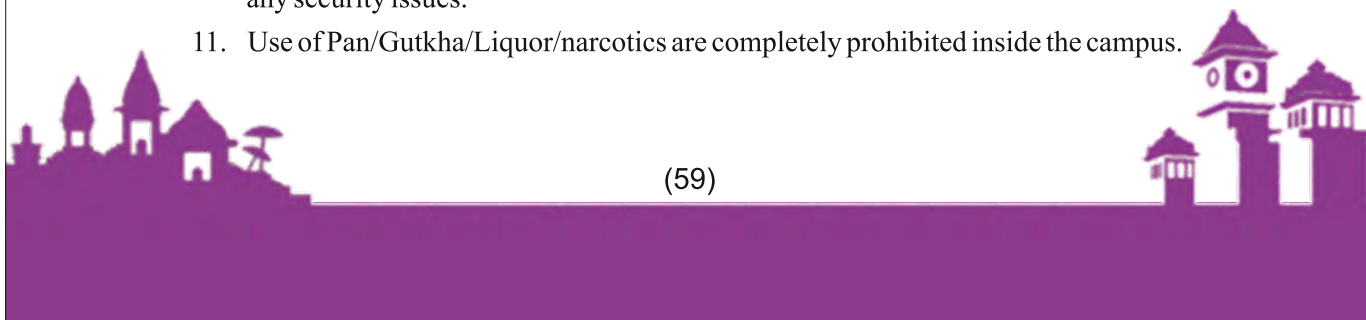 any security issues.
11. Use of Pan/Gutkha/Liquor/narcotics are completely prohibited inside the campus.
(59)